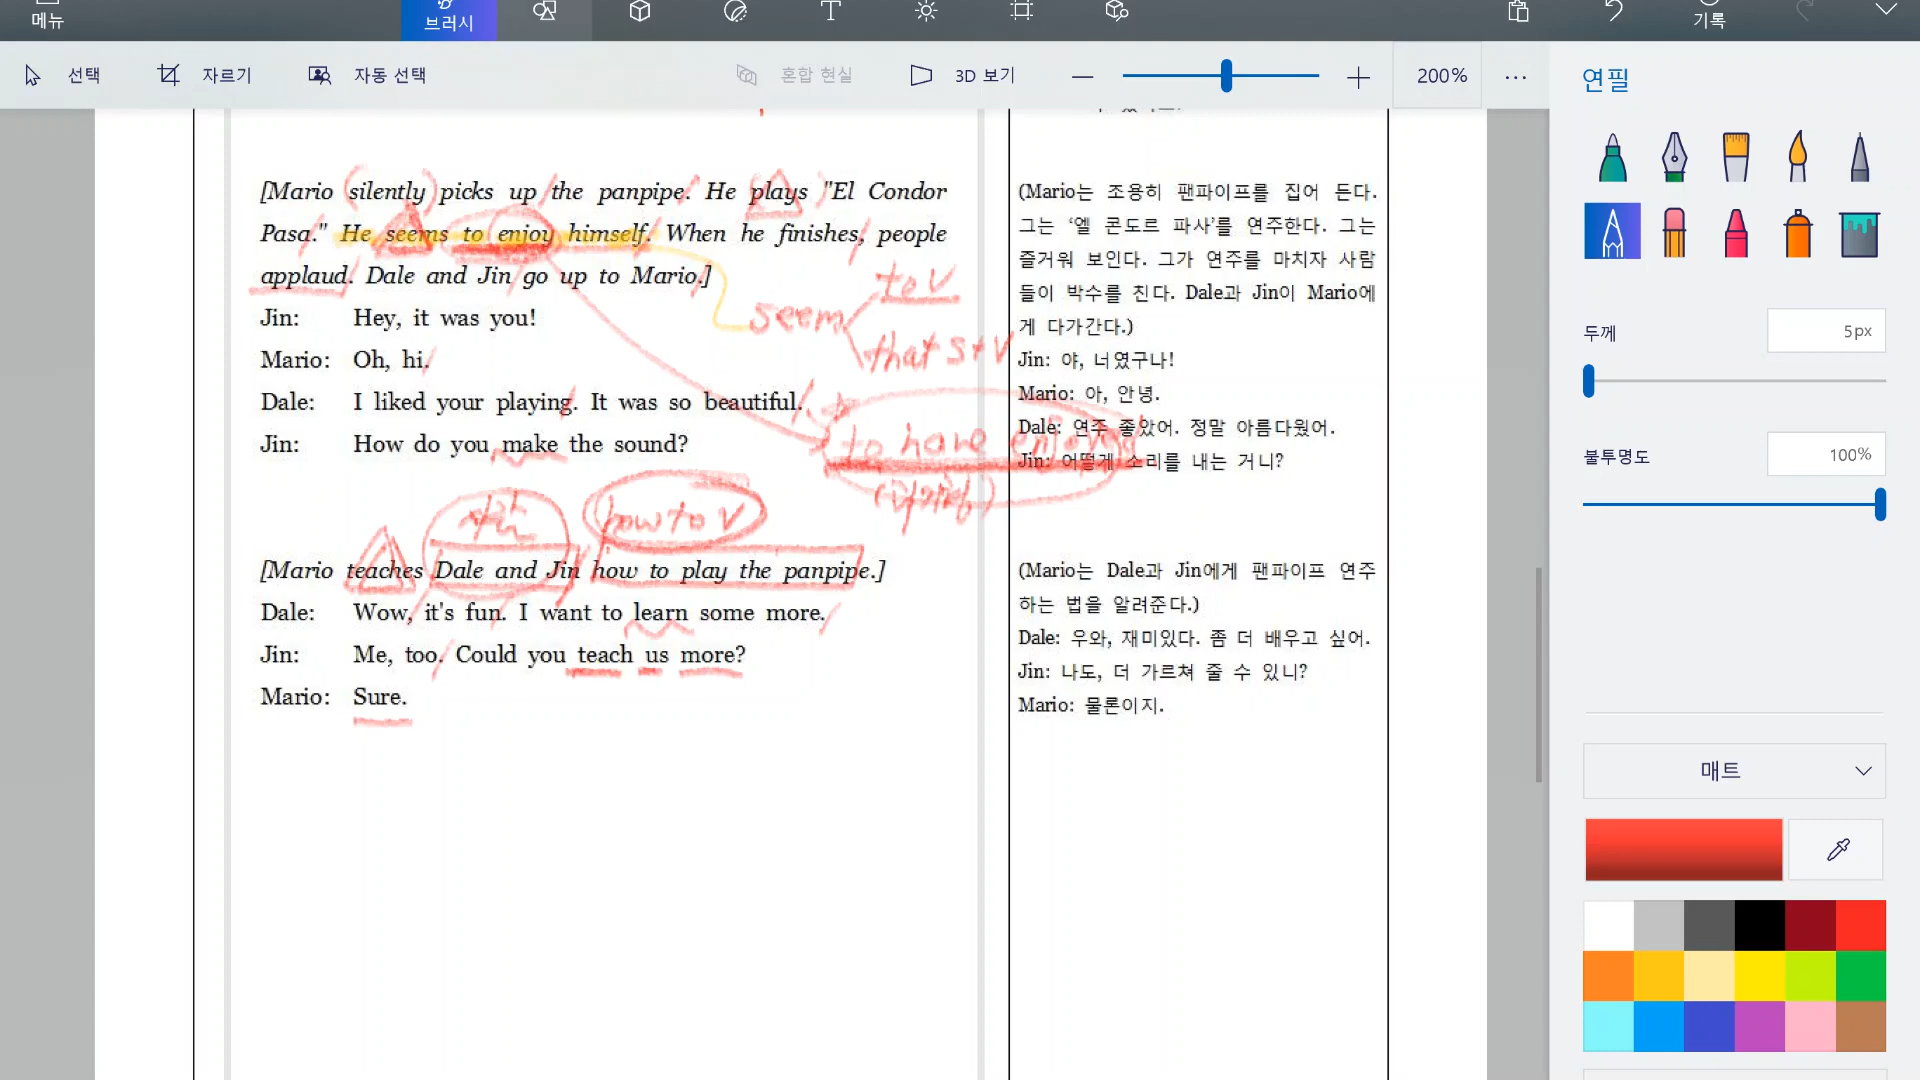 메뉴
브러시
기록
선택
자르기
자동 선택
혼합 현실
3D 보기
200%
연필
[Mario silently picks up the panpipe. He plays "El Condor
Pasa." He seems to enjoy himself. When he finishes, people
applaud. Dale and Jin go up to Mario.]
Jin: Hey, it was you!
Mario: Oh, hi.
Dale: I liked your playing. It was so beautiful.
Jin: How do you make the sound?
seem
to V
that S+V
to have enjoyed
how to V
[Mario teaches Dale and Jin how to play the panpipe.]
Dale: Wow, it's fun. I want to learn some more.
Jin: Me, too. Could you teach us more?
Mario: Sure.
(Mario는 조용히 팬파이프를 집어 든다.
그는 ‘엘 콘도르 파사’를 연주한다. 그는
즐거워 보인다. 그가 연주를 마치자 사람
들이 박수를 친다. Dale과 Jin이 Mario에
게 다가간다.)
Jin: 야, 너였구나!
Mario: 아, 안녕.
Dale: 연주 좋았어. 정말 아름다웠어.
Jin: 어떻게 소리를 내는 거니?
(Mario는 Dale과 Jin에게 팬파이프 연주
하는 법을 알려준다.)
Dale: 우와, 재미있다. 좀 더 배우고 싶어.
Jin: 나도, 더 가르쳐 줄 수 있니?
Mario: 물론이지.
두께
5px
불투명도
100%
매트